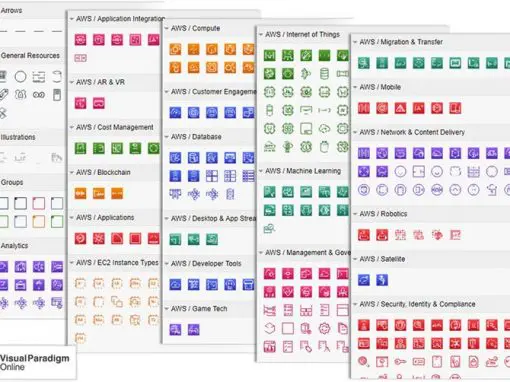 Arrows
General Resources
Illustrations
Groups
Analytics
AWS / Application Integration
AWS / AR & VR
AWS / Cost Management
AWS / Blockchain
AWS / Applications
AWS / EC2 Instance Types
AWS / Compute
AWS / Customer Engageme
AWS / Database
AWS / Desktop & App Strea
AWS / Developer Tools
AWS / Game Tech
AWS / Internet of Things
AWS / Machine Learning
AWS / Management & Gove
AWS / Migration & Transfer
AWS / Mobile
AWS / Network & Content Delivery
AWS / Robotics
AWS / Satellite
AWS / Security, Identity & Compliance
Visual Paradigm
Online